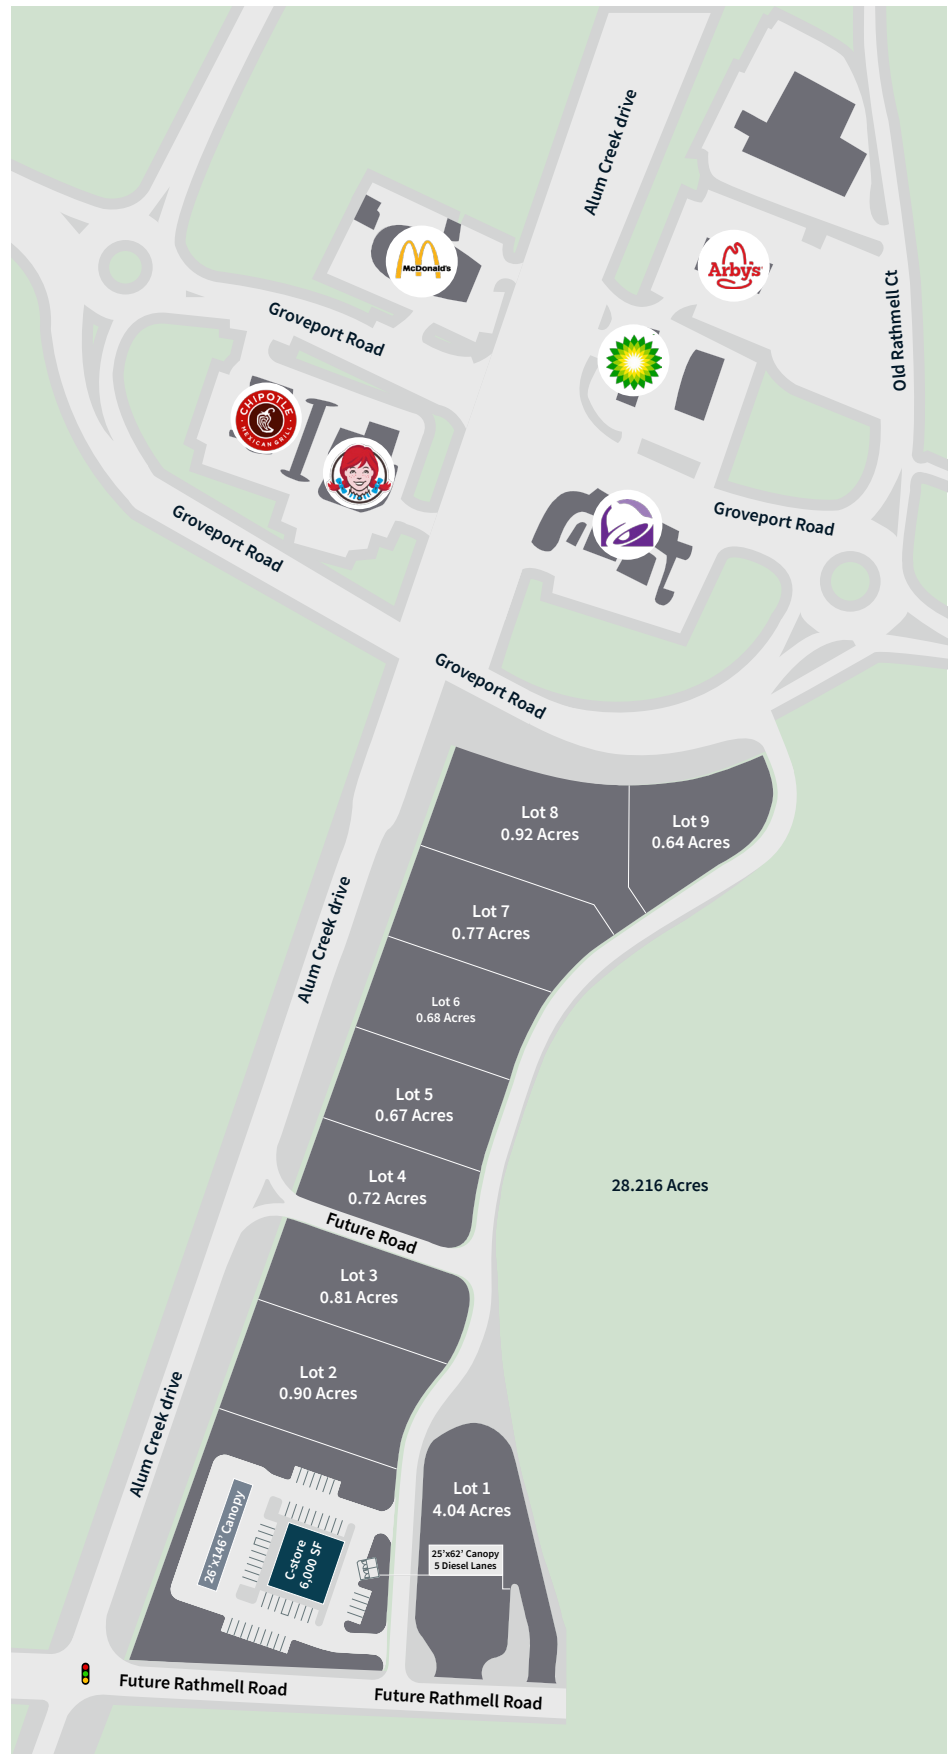 Alum Creek drive
McDonald's
Arby's
Old Rathmell Ct
Groveport Road
CHIPOTLE
MEXICAN GRILL
Groveport Road
Groveport Road
Groveport Road
Lot 8
0.92 Acres
Lot 9
0.64 Acres
Lot 7
0.77 Acres
Alum Creek drive
Lot 6
0.68 Acres
Lot 5
0.67 Acres
Lot 4
0.72 Acres
28.216 Acres
Future Road
Lot 3
0.81 Acres
Lot 2
0.90 Acres
Alum Creek drive
Lot 1
4.04 Acres
26'x146' Canopy
C-store
6,000 SF
25'x62' Canopy
5 Diesel Lanes
Future Rathmell Road
Future Rathmell Road